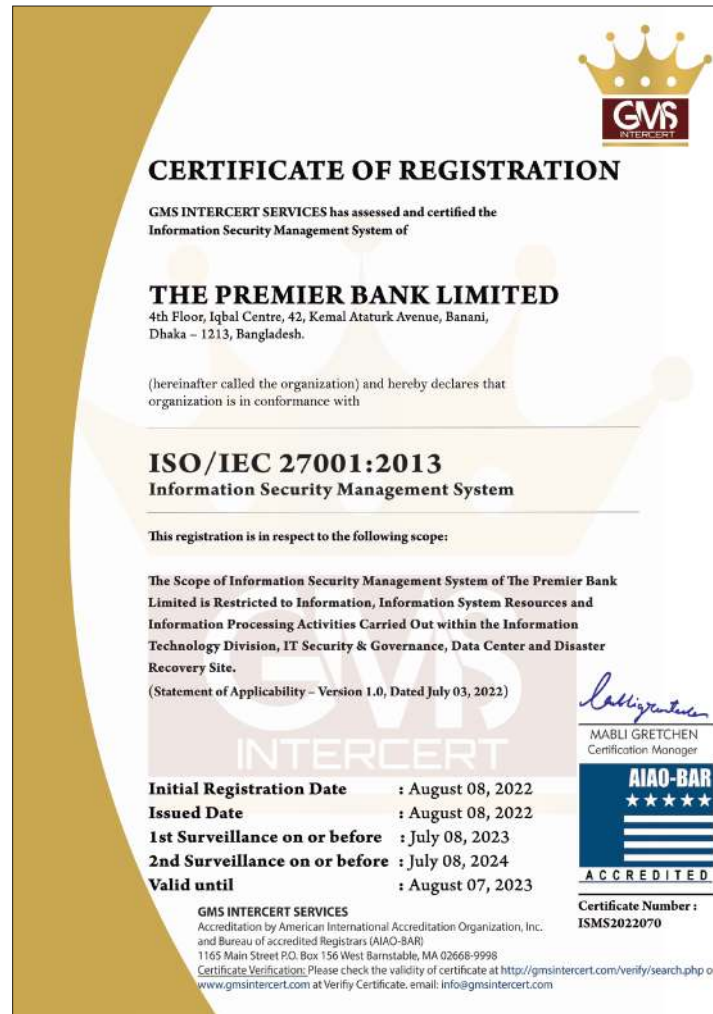 GMS
INTERCERT
CERTIFICATE OF REGISTRATION
GMS INTERCERT SERVICES has assessed and certified the
Information Security Management System of
THE PREMIER BANK LIMITED
4th Floor, Iqbal Centre, 42, Kemal Ataturk Avenue, Banani,
Dhaka – 1213, Bangladesh.
(hereinafter called the organization) and hereby declares that
organization is in conformance with
ISO/IEC 27001:2013
Information Security Management System
This registration is in respect to the following scope:
The Scope of Information Security Management System of The Premier Bank
Limited is Restricted to Information, Information System Resources and
Information Processing Activities Carried Out within the Information
Technology Division, IT Security & Governance, Data Center and Disaster
Recovery Site.
(Statement of Applicability – Version 1.0, Dated July 03, 2022)
GMS
INTERCERT
MABLI GRETCHEN
Certification Manager
AIAO-BAR
ACCREDITED
Initial Registration Date : August 08, 2022
Issued Date : August 08, 2022
1st Surveillance on or before : July 08, 2023
2nd Surveillance on or before : July 08, 2024
Valid until : August 07, 2023
Certificate Number :
ISMS2022070
GMS INTERCERT SERVICES
Accreditation by American International Accreditation Organization, Inc.
and Bureau of accredited Registrars (AIAO-BAR)
1165 Main Street P.O. Box 156 West Barnstable, MA 02668-9998
Certificate Verification: Please check the validity of certificate at http://gmsintercert.com/verify/search.php o
www.gmsintercert.com at Verifiy Certificate. email: info@gmsintercert.com